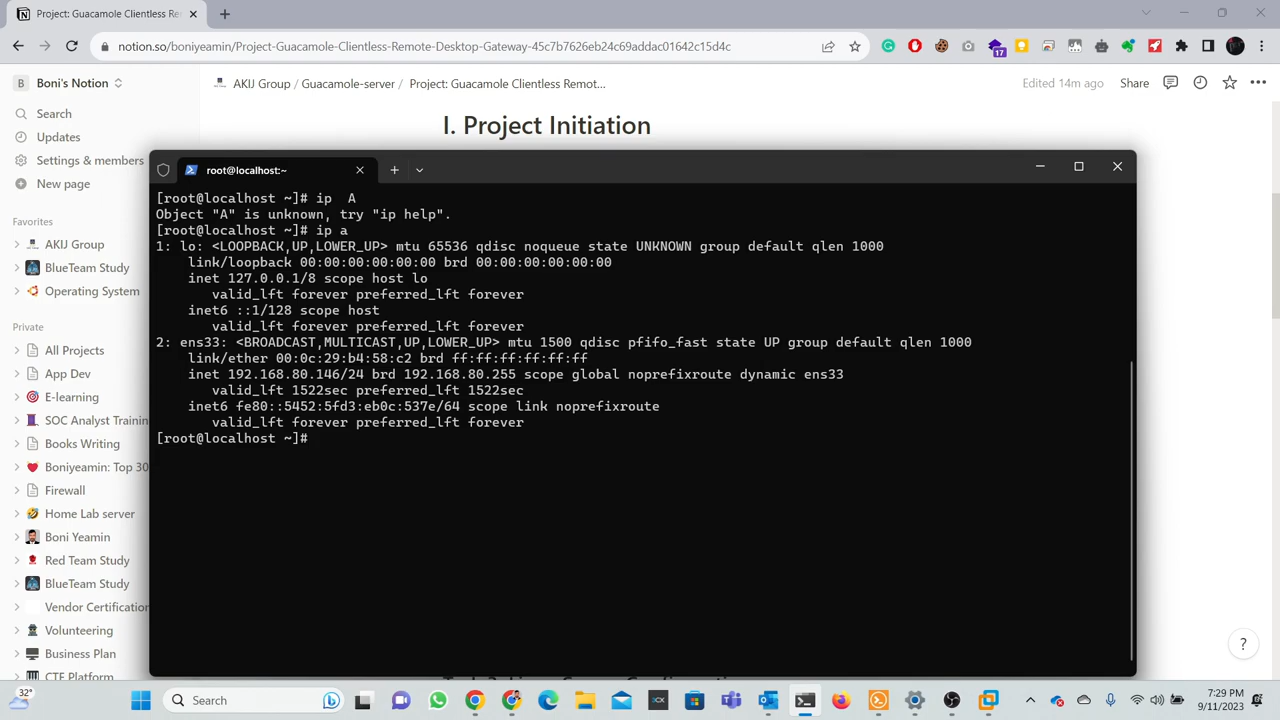 Project: Guacamole Clientless Re
notion.so/boniyeamin/Project-Guacamole-Clientless-Remote-Desktop-Gateway-45c7b7626eb24c69addac01642c15d4c
17
B Boni's Notion
AKIJ Group / Guacamole-server / Project: Guacamole Clientless Remot...
Edited 14m ago
Share
Search
Updates
Settings & members
New page
Favorites
AKIJ Group
BlueTeam Study
Operating System
Private
All Projects
App Dev
E-learning
SOC Analyst Trainin
Books Writing
Boniyeamin: Top 30
Firewall
Home Lab server
Boni Yeamin
Red Team Study
BlueTeam Study
Vendor Certification
Volunteering
Business Plan
CTF Platform
I. Project Initiation
root@localhost:~
[root@localhost ~]# ip  A
Object "A" is unknown, try "ip help".
[root@localhost ~]# ip a
1: lo: <LOOPBACK,UP,LOWER_UP> mtu 65536 qdisc noqueue state UNKNOWN group default qlen 1000
link/loopback 00:00:00:00:00:00 brd 00:00:00:00:00:00
inet 127.0.0.1/8 scope host lo
valid_lft forever preferred_lft forever
inet6 ::1/128 scope host
valid_lft forever preferred_lft forever
2: ens33: <BROADCAST,MULTICAST,UP,LOWER_UP> mtu 1500 qdisc pfifo_fast state UP group default qlen 1000
link/ether 00:0c:29:b4:58:c2 brd ff:ff:ff:ff:ff:ff
inet 192.168.80.146/24 brd 192.168.80.255 scope global noprefixroute dynamic ens33
valid_lft 1522sec preferred_lft 1522sec
inet6 fe80::5452:5fd3:eb0c:537e/64 scope link noprefixroute
valid_lft forever preferred_lft forever
[root@localhost ~]#
?
32°
Search
7:29 PM
9/11/2023